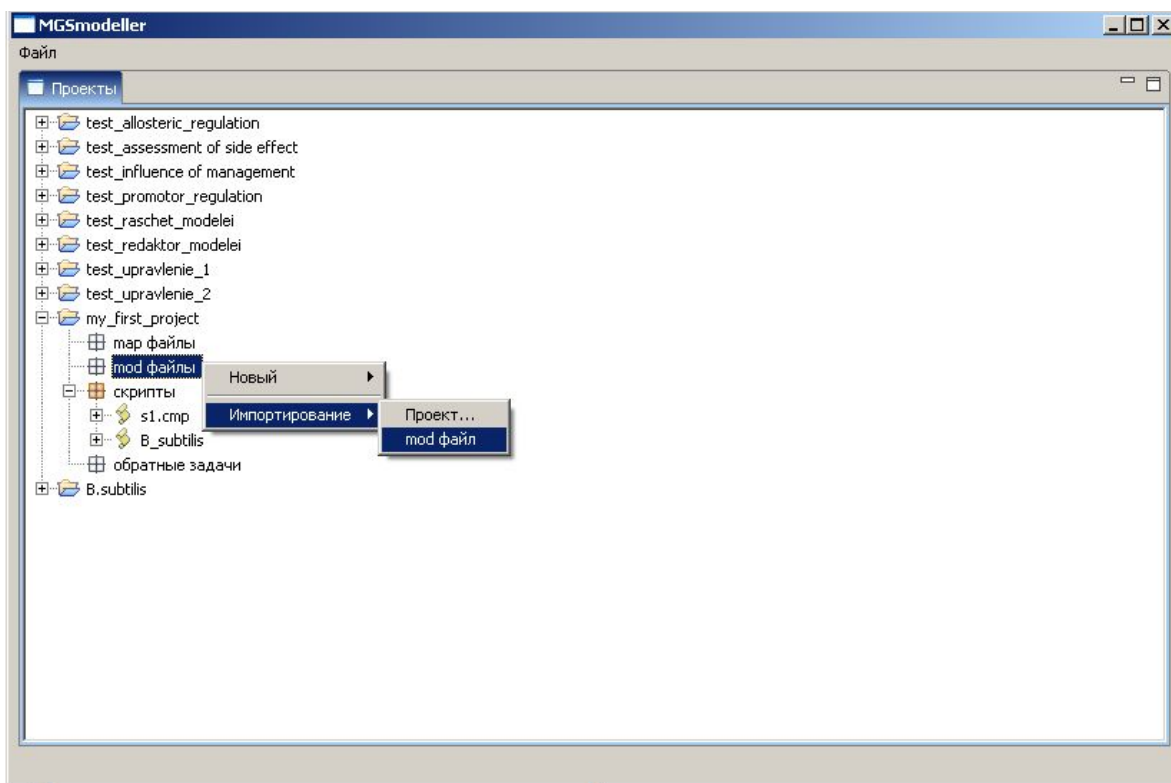 MGSmodeller
Файл
Проекты
test_allosteric_regulation
test_assessment of side effect
test_influence of management
test_promotor_regulation
test_raschet_modelei
test_redaktor_modelei
test_upravlenie_1
test_upravlenie_2
my_first_project
map файлы
mod файлы
Новый
скрипты
Импортирование
Проект...
s1.cmp
mod файл
B_subtilis
обратные задачи
B.subtilis